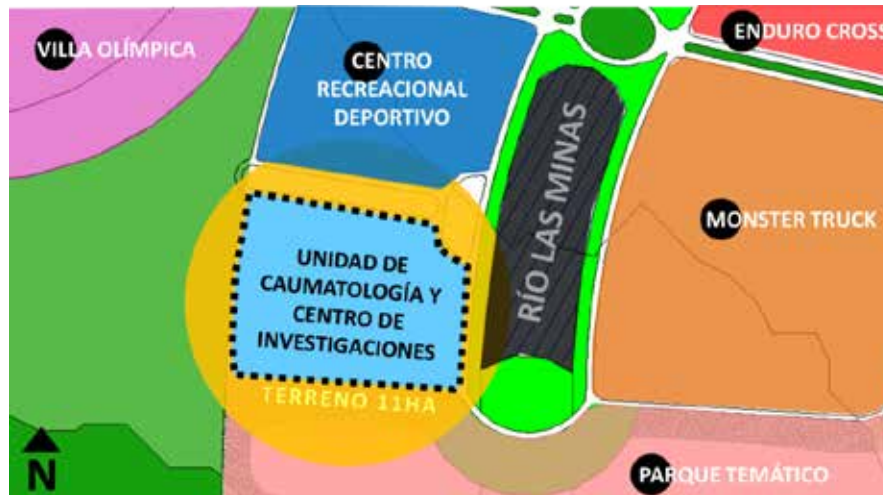 VILLA OLÍMPICA
CENTRO
RECREACIONAL
DEPORTIVO
ENDURO CROSS
RÍO LAS MINAS
MONSTER TRUCK
UNIDAD DE
CAUMATOLOGÍA Y
CENTRO DE
INVESTIGACIONES
TERRENO 11HA
N
PARQUE TEMÁTICO